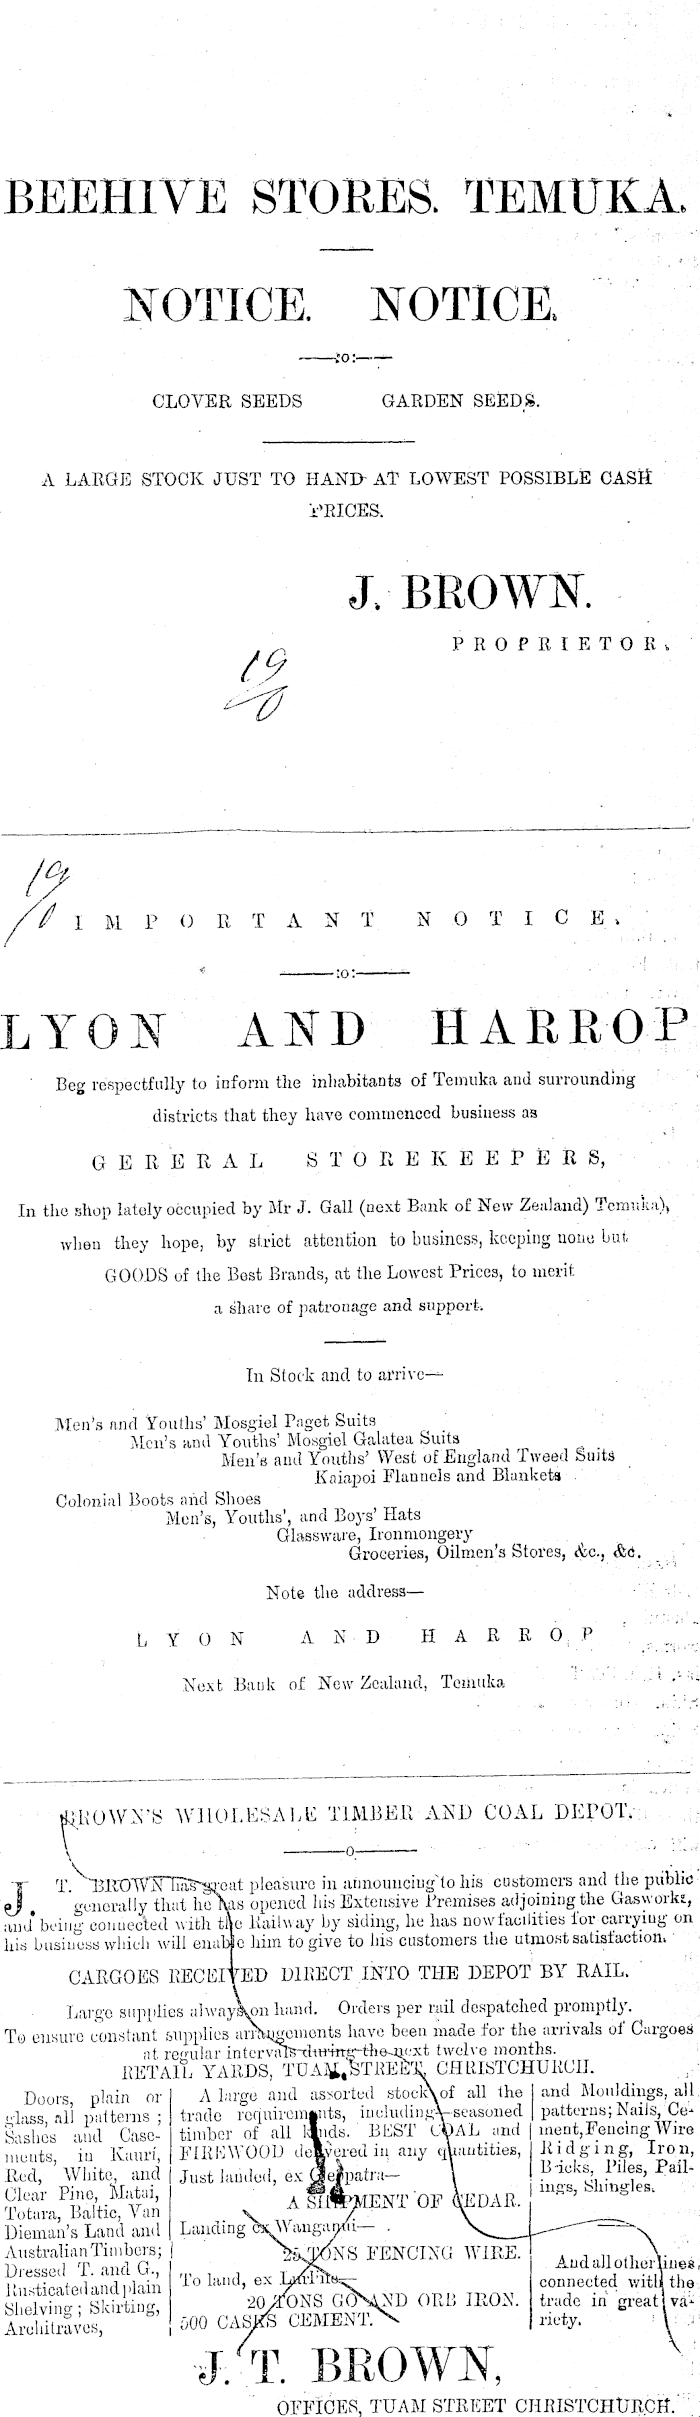 BEEHIVE STORES. TEMUKA.
NOTICE. NOTICE.
:o:
CLOVER SEEDS GARDEN SEEDS.
A LARGE STOCK JUST TO HAND AT LOWEST POSSIBLE CASH
PRICES.
J. BROWN.
PROPRIETOR.
19
0
19
0
IMPORTANT NOTICE.
:o:
LYON AND HARROP
Beg respectfully to inform the inhabitants of Temuka and surrounding
districts that they have commenced business as
GERERAL STOREKEEPERS,
In the shop lately occupied by Mr J. Gall (next Bank of New Zealand) Temuka),
when they hope, by strict attention to business, keeping none but
GOODS of the Best Brands, at the Lowest Prices, to merit
a share of patronage and support.
In Stock and to arrive—
Men's and Youths' Mosgiel Paget Suits
Men's and Youths' Mosgiel Galatea Suits
Men's and Youths' West of England Tweed Suits
Kaiapoi Flannels and Blankets
Colonial Boots and Shoes
Men's, Youths', and Boys' Hats
Glassware, Ironmongery
Groceries, Oilmen's Stores, &c., &c.
Note the address—
LYON AND HARROP
Next Bank of New Zealand, Temuka
BROWN'S WHOLESALE TIMBER AND COAL DEPOT.
o
J. T. BROWN has great pleasure in announcing to his customers and the public
generally that he has opened his Extensive Premises adjoining the Gasworks,
and being connected with the Railway by siding, he has now facilities for carrying on
his business which will enable him to give to his customers the utmost satisfaction.
CARGOES RECEIVED DIRECT INTO THE DEPOT BY RAIL.
Large supplies always on hand. Orders per rail despatched promptly.
To ensure constant supplies arrangements have been made for the arrivals of Cargoes
at regular intervals during the next twelve months.
RETAIL YARDS, TUAM STREET, CHRISTCHURCH.
Doors, plain or
glass, all patterns ;
Sashes and Case-
ments, in Kauri,
Red, White, and
Clear Pine, Matai,
Totara, Baltic, Van
Dieman's Land and
Australian Timbers;
Dressed T. and G.,
Rusticated and plain
Shelving ; Skirting,
Architraves,
A large and assorted stock of all the
trade requirements, including seasoned
timber of all kinds. BEST COAL and
FIREWOOD delivered in any quantities,
Just landed, ex Cleopatra—
A SHIPMENT OF CEDAR.
Landing ex Wanganui—
25 TONS FENCING WIRE.
To land, ex
20 TONS GO AND ORB IRON.
500 CASKS CEMENT.
and Mouldings, all
patterns; Nails, Ce-
ment, Fencing Wire
Ridging, Iron,
Bricks, Piles, Pail-
ings, Shingles.
And all other lines
connected with the
trade in great va-
riety.
J. T. BROWN,
OFFICES, TUAM STREET CHRISTCHURCH.